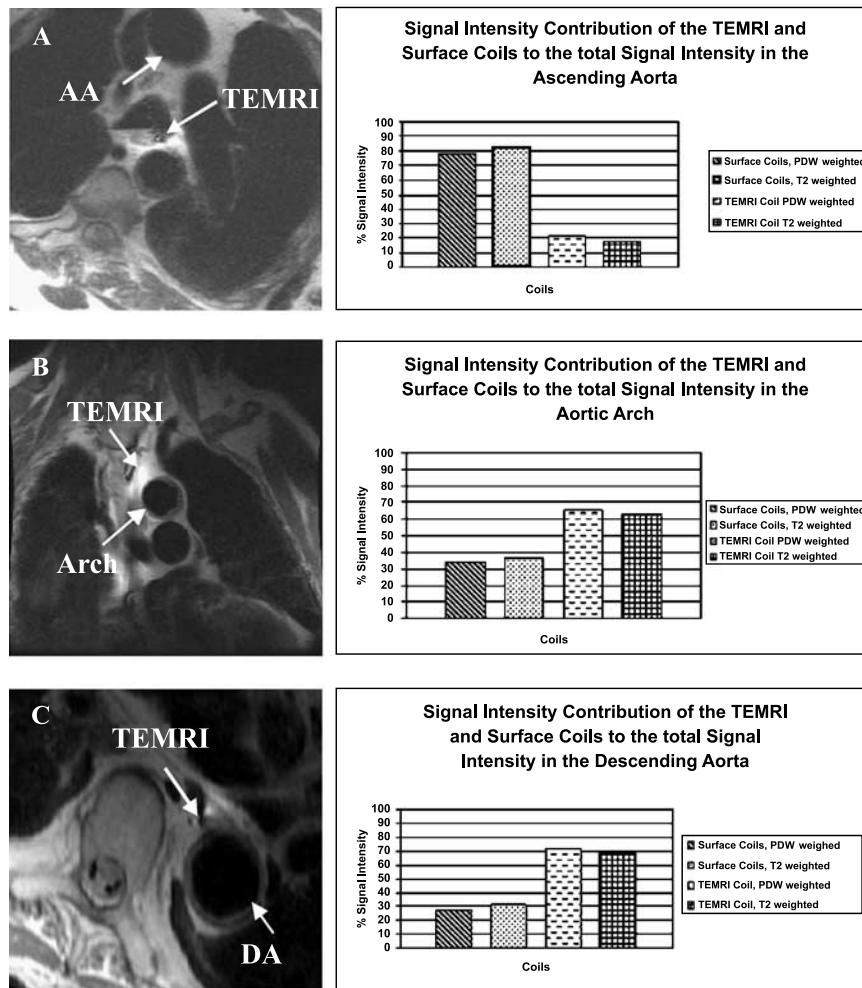 A
AA
TEMRI
Signal Intensity Contribution of the TEMRI and
Surface Coils to the total Signal Intensity in the
Ascending Aorta
% Signal Intensity
100
90
80
70
60
50
40
30
20
10
0
Coils
Surface Coils, PDW weighted
Surface Coils, T2 weighted
TEMRI Coil PDW weighted
TEMRI Coil T2 weighted
B
TEMRI
Arch
Signal Intensity Contribution of the TEMRI and
Surface Coils to the total Signal Intensity in the
Aortic Arch
% Signal Intensity
100
90
80
70
60
50
40
30
20
10
0
Coils
Surface Coils, PDW weighted
Surface Coils, T2 weighted
TEMRI Coil PDW weighted
TEMRI Coil T2 weighted
C
TEMRI
DA
Signal Intensity Contribution of the TEMRI
and Surface Coils to the total Signal
Intensity in the Descending Aorta
% Signal Intensity
100
90
80
70
60
50
40
30
20
10
0
Coils
Surface Coils, PDW weighed
Surface Coils, T2 weighted
TEMRI Coil, PDW weighted
TEMRI Coil, T2 weighted